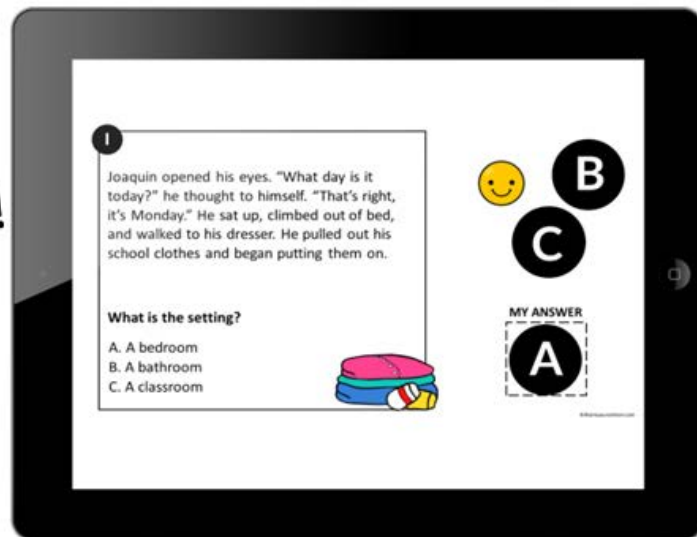 1
Joaquin opened his eyes. "What day is it
today?" he thought to himself. "That's right,
it's Monday." He sat up, climbed out of bed,
and walked to his dresser. He pulled out his
school clothes and began putting them on.
What is the setting?
A. A bedroom
B. A bathroom
C. A classroom
B
C
MY ANSWER
A